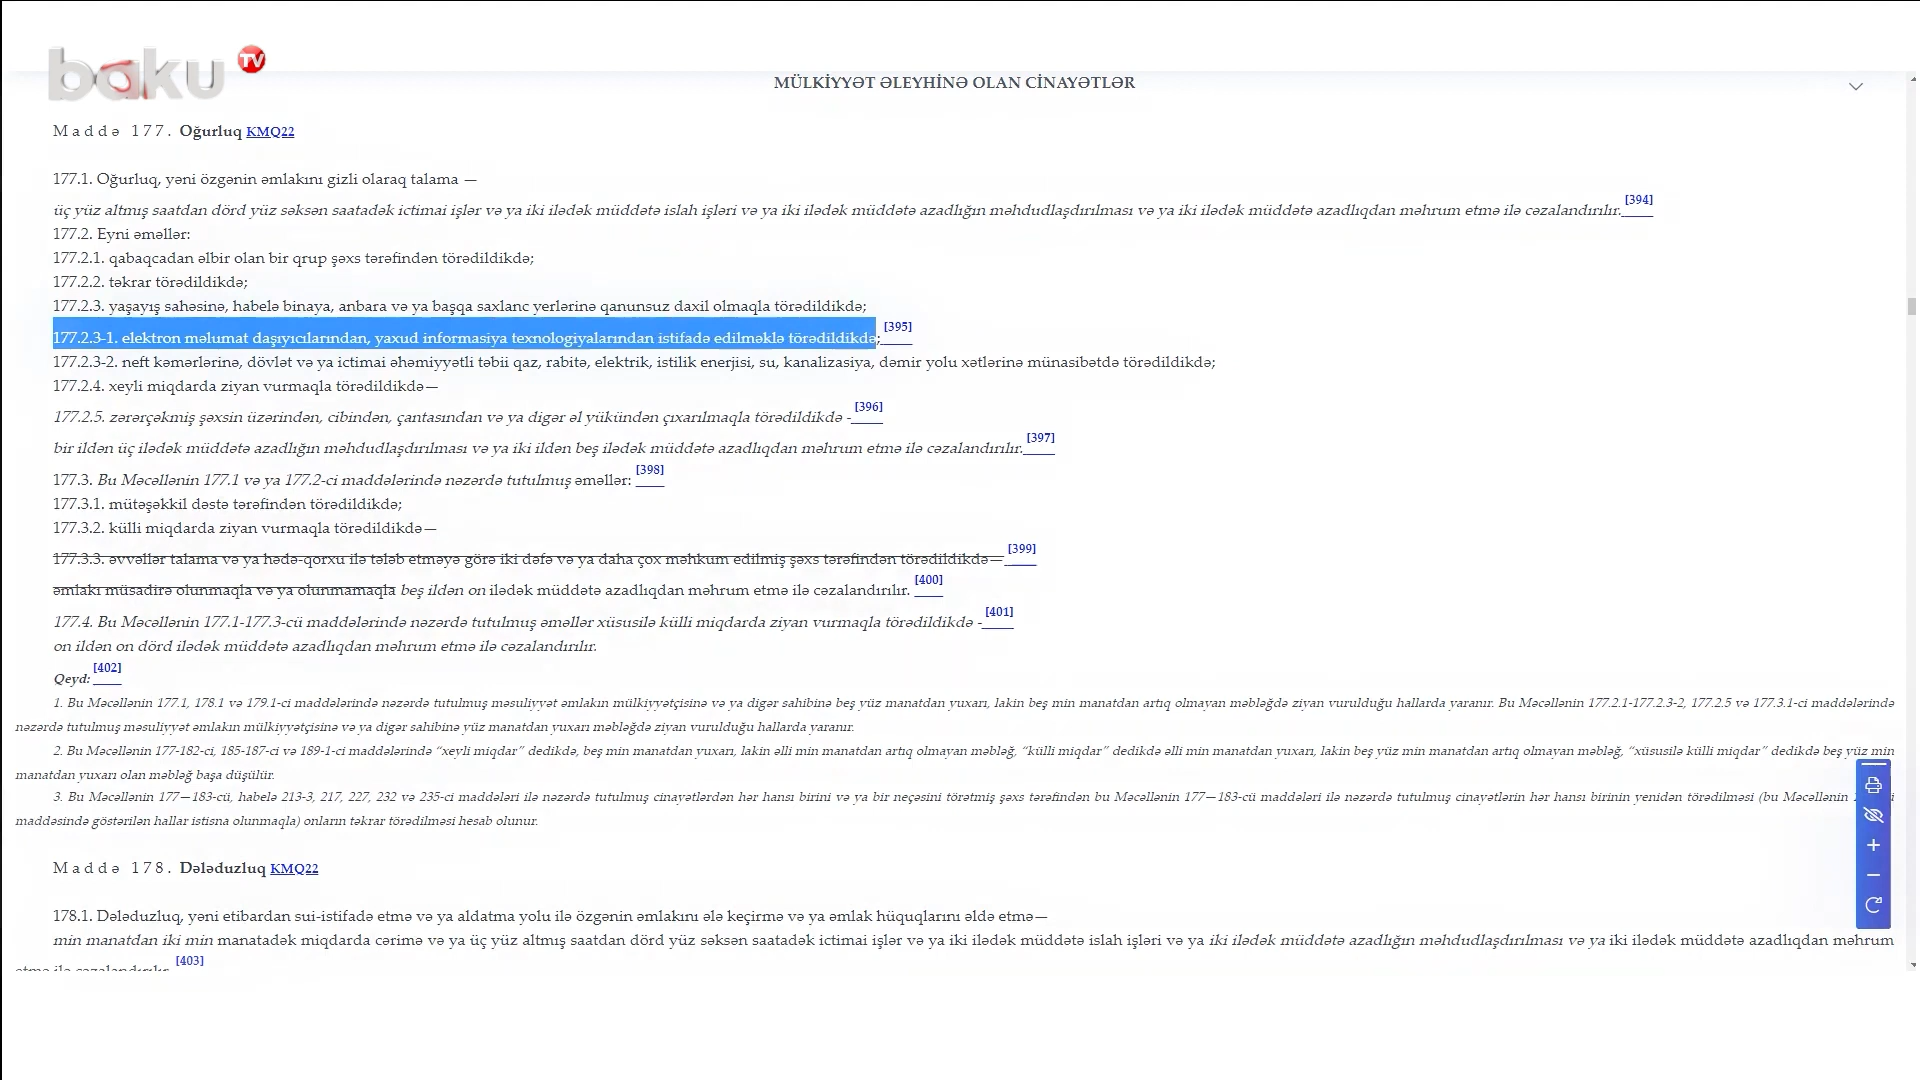 baku TV
MÜLKİYYƏT ƏLEYHİNƏ OLAN CİNAYƏTLƏR
Maddə 177. Oğurluq KMQ22
177.1. Oğurluq, yəni özgənin əmlakını gizli olaraq talama —
üç yüz altmış saatdan dörd yüz səksən saatadək ictimai işlər və ya iki ilədək müddətə islah işləri və ya iki ilədək müddətə azadlığın məhdudlaşdırılması və ya iki ilədək müddətə azadlıqdan məhrum etmə ilə cəzalandırılır.[394]
177.2. Eyni əməllər:
177.2.1. qabaqcadan əlbir olan bir qrup şəxs tərəfindən törədildikdə;
177.2.2. təkrar törədildikdə;
177.2.3. yaşayış sahəsinə, habelə binaya, anbara və ya başqa saxlanc yerlərinə qanunsuz daxil olmaqla törədildikdə;
177.2.3-1. elektron məlumat daşıyıcılarından, yaxud informasiya texnologiyalarından istifadə edilməklə törədildikdə;[395]
177.2.3-2. neft kəmərlərinə, dövlət və ya ictimai əhəmiyyətli təbii qaz, rabitə, elektrik, istilik enerjisi, su, kanalizasiya, dəmir yolu xətlərinə münasibətdə törədildikdə;
177.2.4. xeyli miqdarda ziyan vurmaqla törədildikdə—
177.2.5. zərərçəkmiş şəxsin üzərindən, cibindən, çantasından və ya digər əl yükündən çıxarılmaqla törədildikdə -[396]
bir ildən üç ilədək müddətə azadlığın məhdudlaşdırılması və ya iki ildən beş ilədək müddətə azadlıqdan məhrum etmə ilə cəzalandırılır.[397]
177.3. Bu Məcəllənin 177.1 və ya 177.2-ci maddələrində nəzərdə tutulmuş əməllər: [398]
177.3.1. mütəşəkkil dəstə tərəfindən törədildikdə;
177.3.2. külli miqdarda ziyan vurmaqla törədildikdə—
177.3.3. əvvəllər talama və ya hədə-qorxu ilə tələb etməyə görə iki dəfə və ya daha çox məhkum edilmiş şəxs tərəfindən törədildikdə—[399]
əmlakı müsadirə olunmaqla və ya olunmamaqla beş ildən on ilədək müddətə azadlıqdan məhrum etmə ilə cəzalandırılır. [400]
177.4. Bu Məcəllənin 177.1-177.3-cü maddələrində nəzərdə tutulmuş əməllər xüsusilə külli miqdarda ziyan vurmaqla törədildikdə -[401]
on ildən on dörd ilədək müddətə azadlıqdan məhrum etmə ilə cəzalandırılır.
Qeyd:[402]
1. Bu Məcəllənin 177.1, 178.1 və 179.1-ci maddələrində nəzərdə tutulmuş məsuliyyət əmlakın mülkiyyətçisinə və ya digər sahibinə beş yüz manatdan yuxarı, lakin beş min manatdan artıq olmayan məbləğdə ziyan vurulduğu hallarda yaranır. Bu Məcəllənin 177.2.1-177.2.3-2, 177.2.5 və 177.3.1-ci maddələrində
nəzərdə tutulmuş məsuliyyət əmlakın mülkiyyətçisinə və ya digər sahibinə yüz manatdan yuxarı məbləğdə ziyan vurulduğu hallarda yaranır.
2. Bu Məcəllənin 177-182-ci, 185-187-ci və 189-1-ci maddələrində “xeyli miqdar” dedikdə, beş min manatdan yuxarı, lakin əlli min manatdan artıq olmayan məbləğ, “külli miqdar” dedikdə əlli min manatdan yuxarı, lakin beş yüz min manatdan artıq olmayan məbləğ, “xüsusilə külli miqdar” dedikdə beş yüz min
manatdan yuxarı olan məbləğ başa düşülür.
3. Bu Məcəllənin 177—183-cü, habelə 213-3, 217, 227, 232 və 235-ci maddələri ilə nəzərdə tutulmuş cinayətlərdən hər hansı birini və ya bir neçəsini törətmiş şəxs tərəfindən bu Məcəllənin 177—183-cü maddələri ilə nəzərdə tutulmuş cinayətlərin hər hansı birinin yenidən törədilməsi (bu Məcəllənin
maddəsində göstərilən hallar istisna olunmaqla) onların təkrar törədilməsi hesab olunur.
Maddə 178. Dələduzluq KMQ22
178.1. Dələduzluq, yəni etibardan sui-istifadə etmə və ya aldatma yolu ilə özgənin əmlakını ələ keçirmə və ya əmlak hüquqlarını əldə etmə—
min manatdan iki min manatadək miqdarda cərimə və ya üç yüz altmış saatdan dörd yüz səksən saatadək ictimai işlər və ya iki ilədək müddətə islah işləri və ya iki ilədək müddətə azadlığın məhdudlaşdırılması və ya iki ilədək müddətə azadlıqdan məhrum
etmə ilə cəzalandırılır. [403]